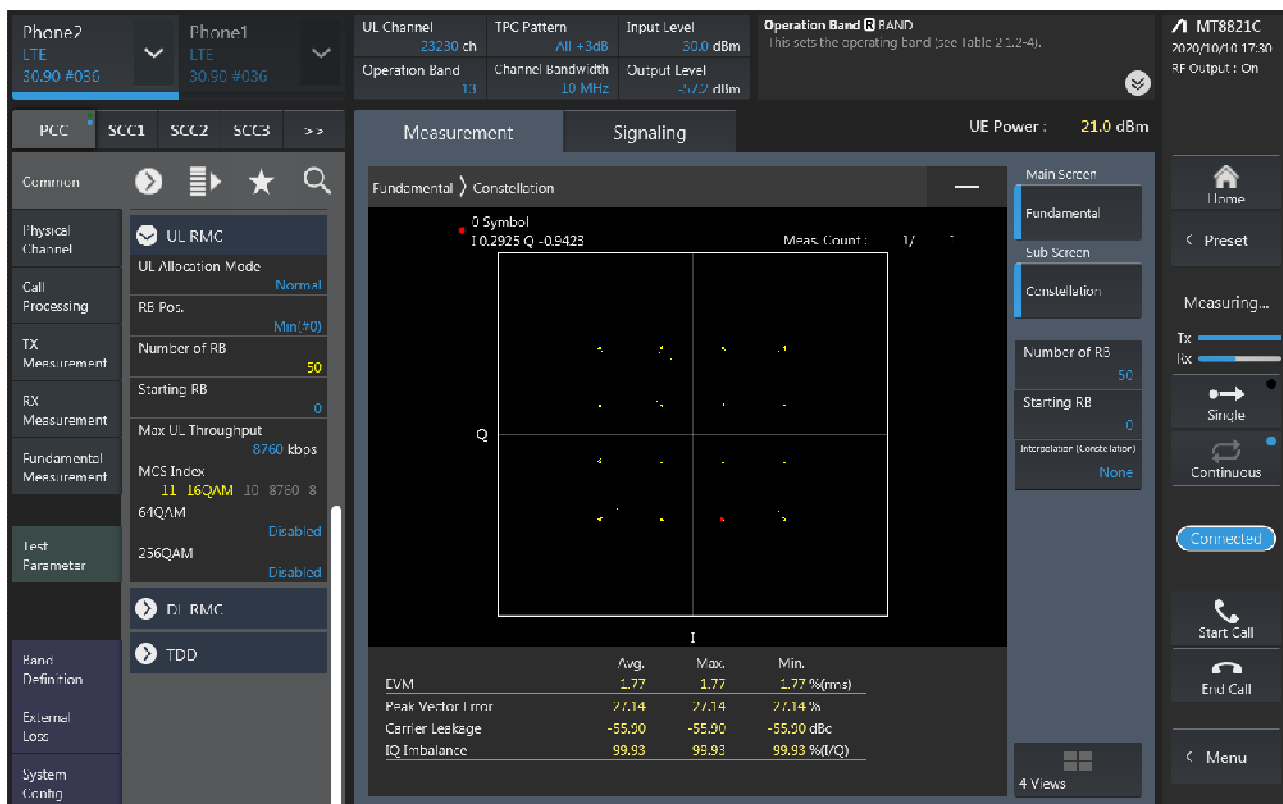 Phone2
LTE
30.90 #036
Phone1
LTE
30.90 #036
UL Channel
23230 ch
TPC Pattern
All +3dB
Input Level
30.0 dBm
Operation Band
13
Channel Bandwidth
10 MHz
Output Level
-57.2 dBm
Operation Band R BAND
This sets the operating band (see Table 2.1.2-4).
MT8821C
2020/10/10 17:30
RF Output : On
PCC
SCC1
SCC2
SCC3
>>
Measurement
Signaling
UE Power : 21.0 dBm
Common
Physical
Channel
Call
Processing
TX
Measurement
RX
Measurement
Fundamental
Measurement
Test
Parameter
Band
Definition
External
Loss
System
Config
UL RMC
UL Allocation Mode
Normal
RB Pos.
Min(#0)
Number of RB
50
Starting RB
0
Max UL Throughput
8760 kbps
MCS Index
11 16QAM 10 8760 8
64QAM
Disabled
256QAM
Disabled
DL RMC
TDD
Fundamental > Constellation
0 Symbol
I 0.2925 Q -0.9423
Meas. Count : 1/ 1
Q
I
Avg. Max. Min.
EVM 1.77 1.77 1.77 %(rms)
Peak Vector Error 27.14 27.14 27.14 %
Carrier Leakage -55.90 -55.90 -55.90 dBc
IQ Imbalance 99.93 99.93 99.93 %(I/Q)
Main Screen
Fundamental
Sub Screen
Constellation
Number of RB
50
Starting RB
0
Interpolation (Constellation)
None
4 Views
Home
< Preset
Measuring...
Tx
Rx
Single
Continuous
Connected
Start Call
End Call
< Menu